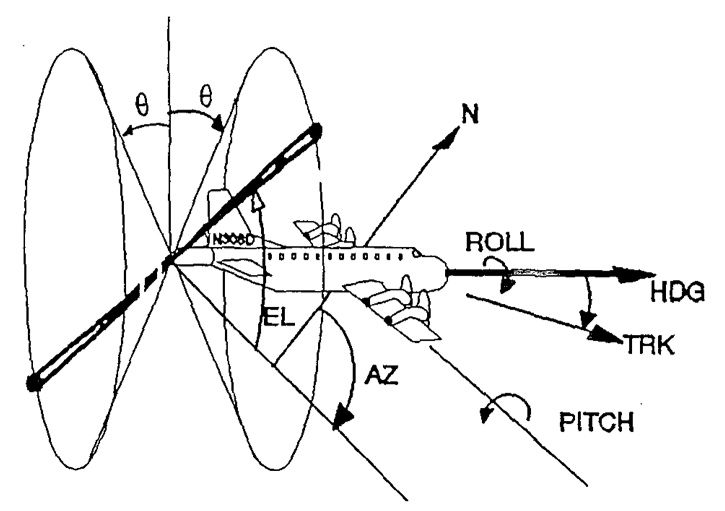 θ θ
N
N308D
ROLL
HDG
EL
TRK
AZ
PITCH